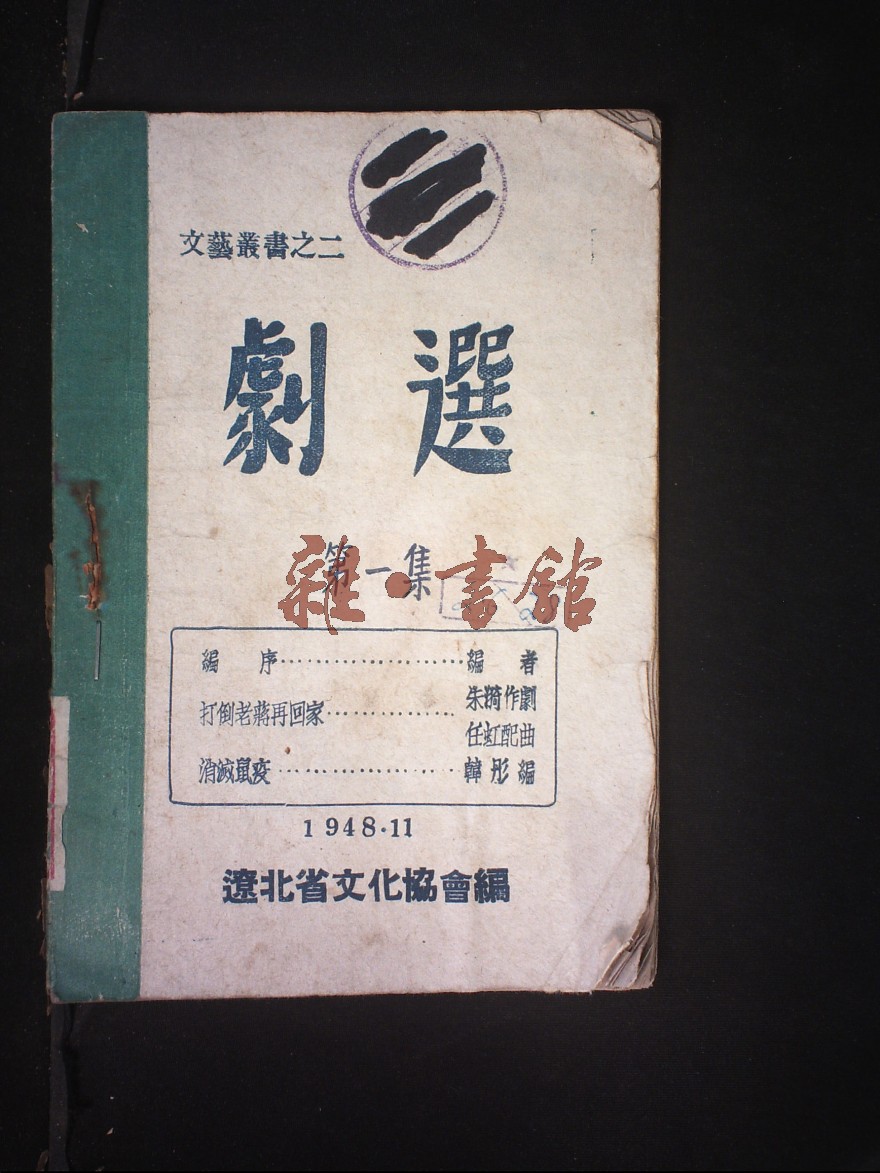 文藝叢書之二
劇選
第一集
雜·書館
編 序……………………編 者
打倒老蔣再回家………………朱漪作劇
任虹配曲
消滅鼠疫……………………韓彤編
1948·11
遼北省文化協會編